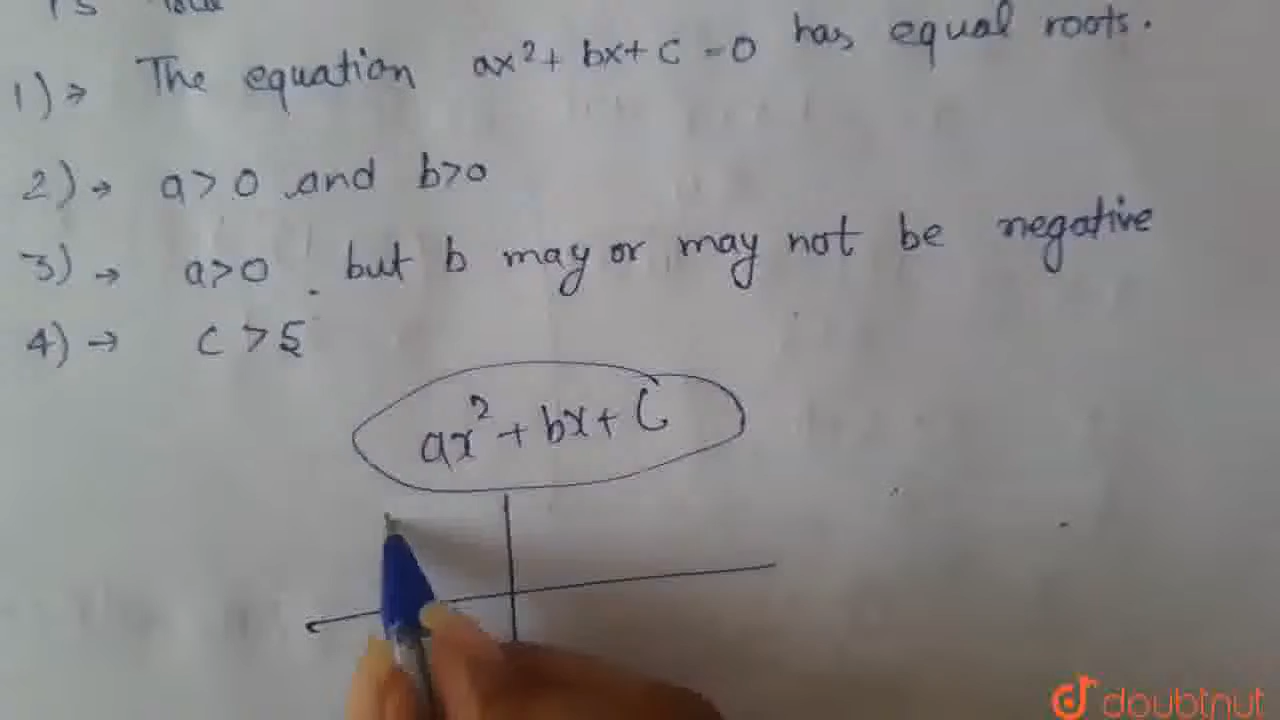 is
1) → The equation ax² + bx + c = 0 has equal roots.
2) → a > 0 and b > 0
3) → a > 0 but b may or may not be negative
4) → c > 5
ax² + bx + c
doubtnut